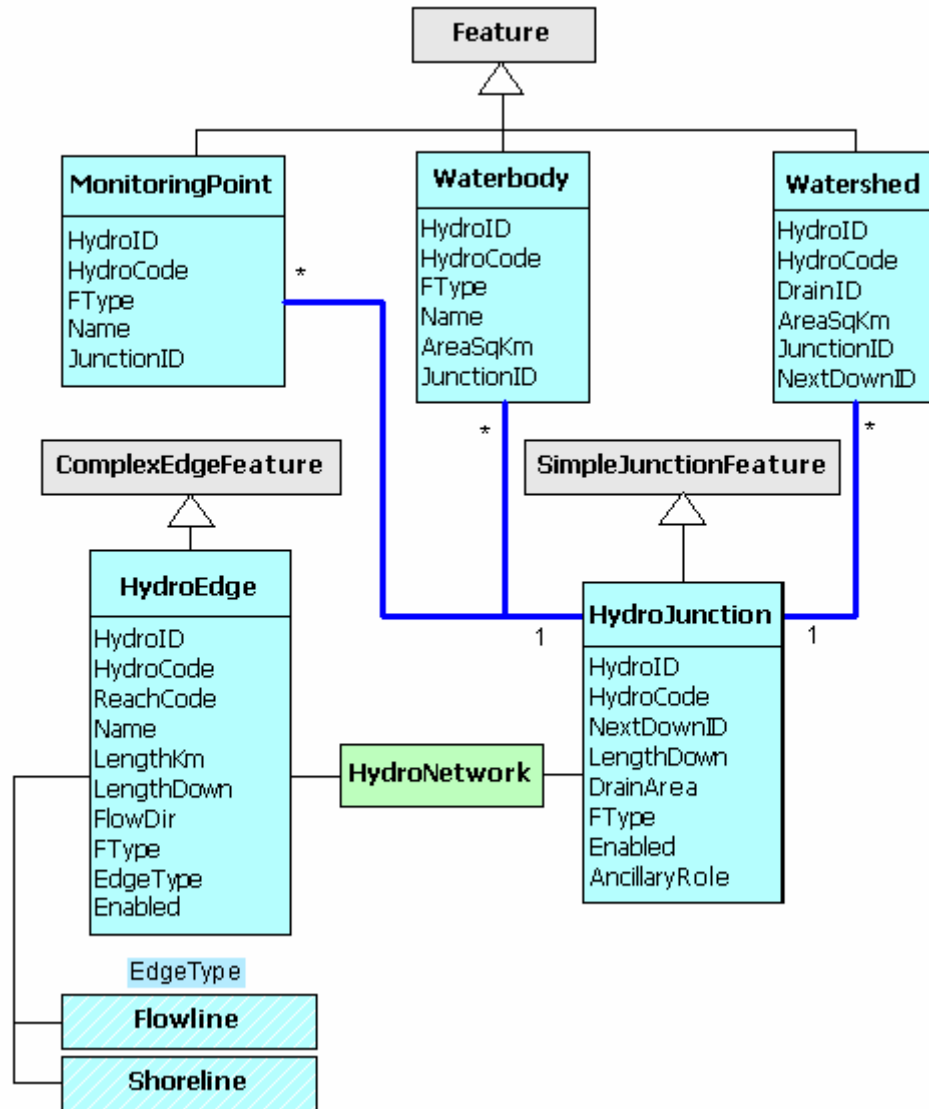 Feature
MonitoringPoint
HydroID
HydroCode
FType
Name
JunctionID
*
Waterbody
HydroID
HydroCode
FType
Name
AreaSqKm
JunctionID
*
Watershed
HydroID
HydroCode
DrainID
AreaSqKm
JunctionID
NextDownID
*
ComplexEdgeFeature
SimpleJunctionFeature
HydroEdge
HydroID
HydroCode
ReachCode
Name
LengthKm
LengthDown
FlowDir
FType
EdgeType
Enabled
HydroNetwork
1
HydroJunction
1
HydroID
HydroCode
NextDownID
LengthDown
DrainArea
FType
Enabled
AncillaryRole
EdgeType
Flowline
Shoreline